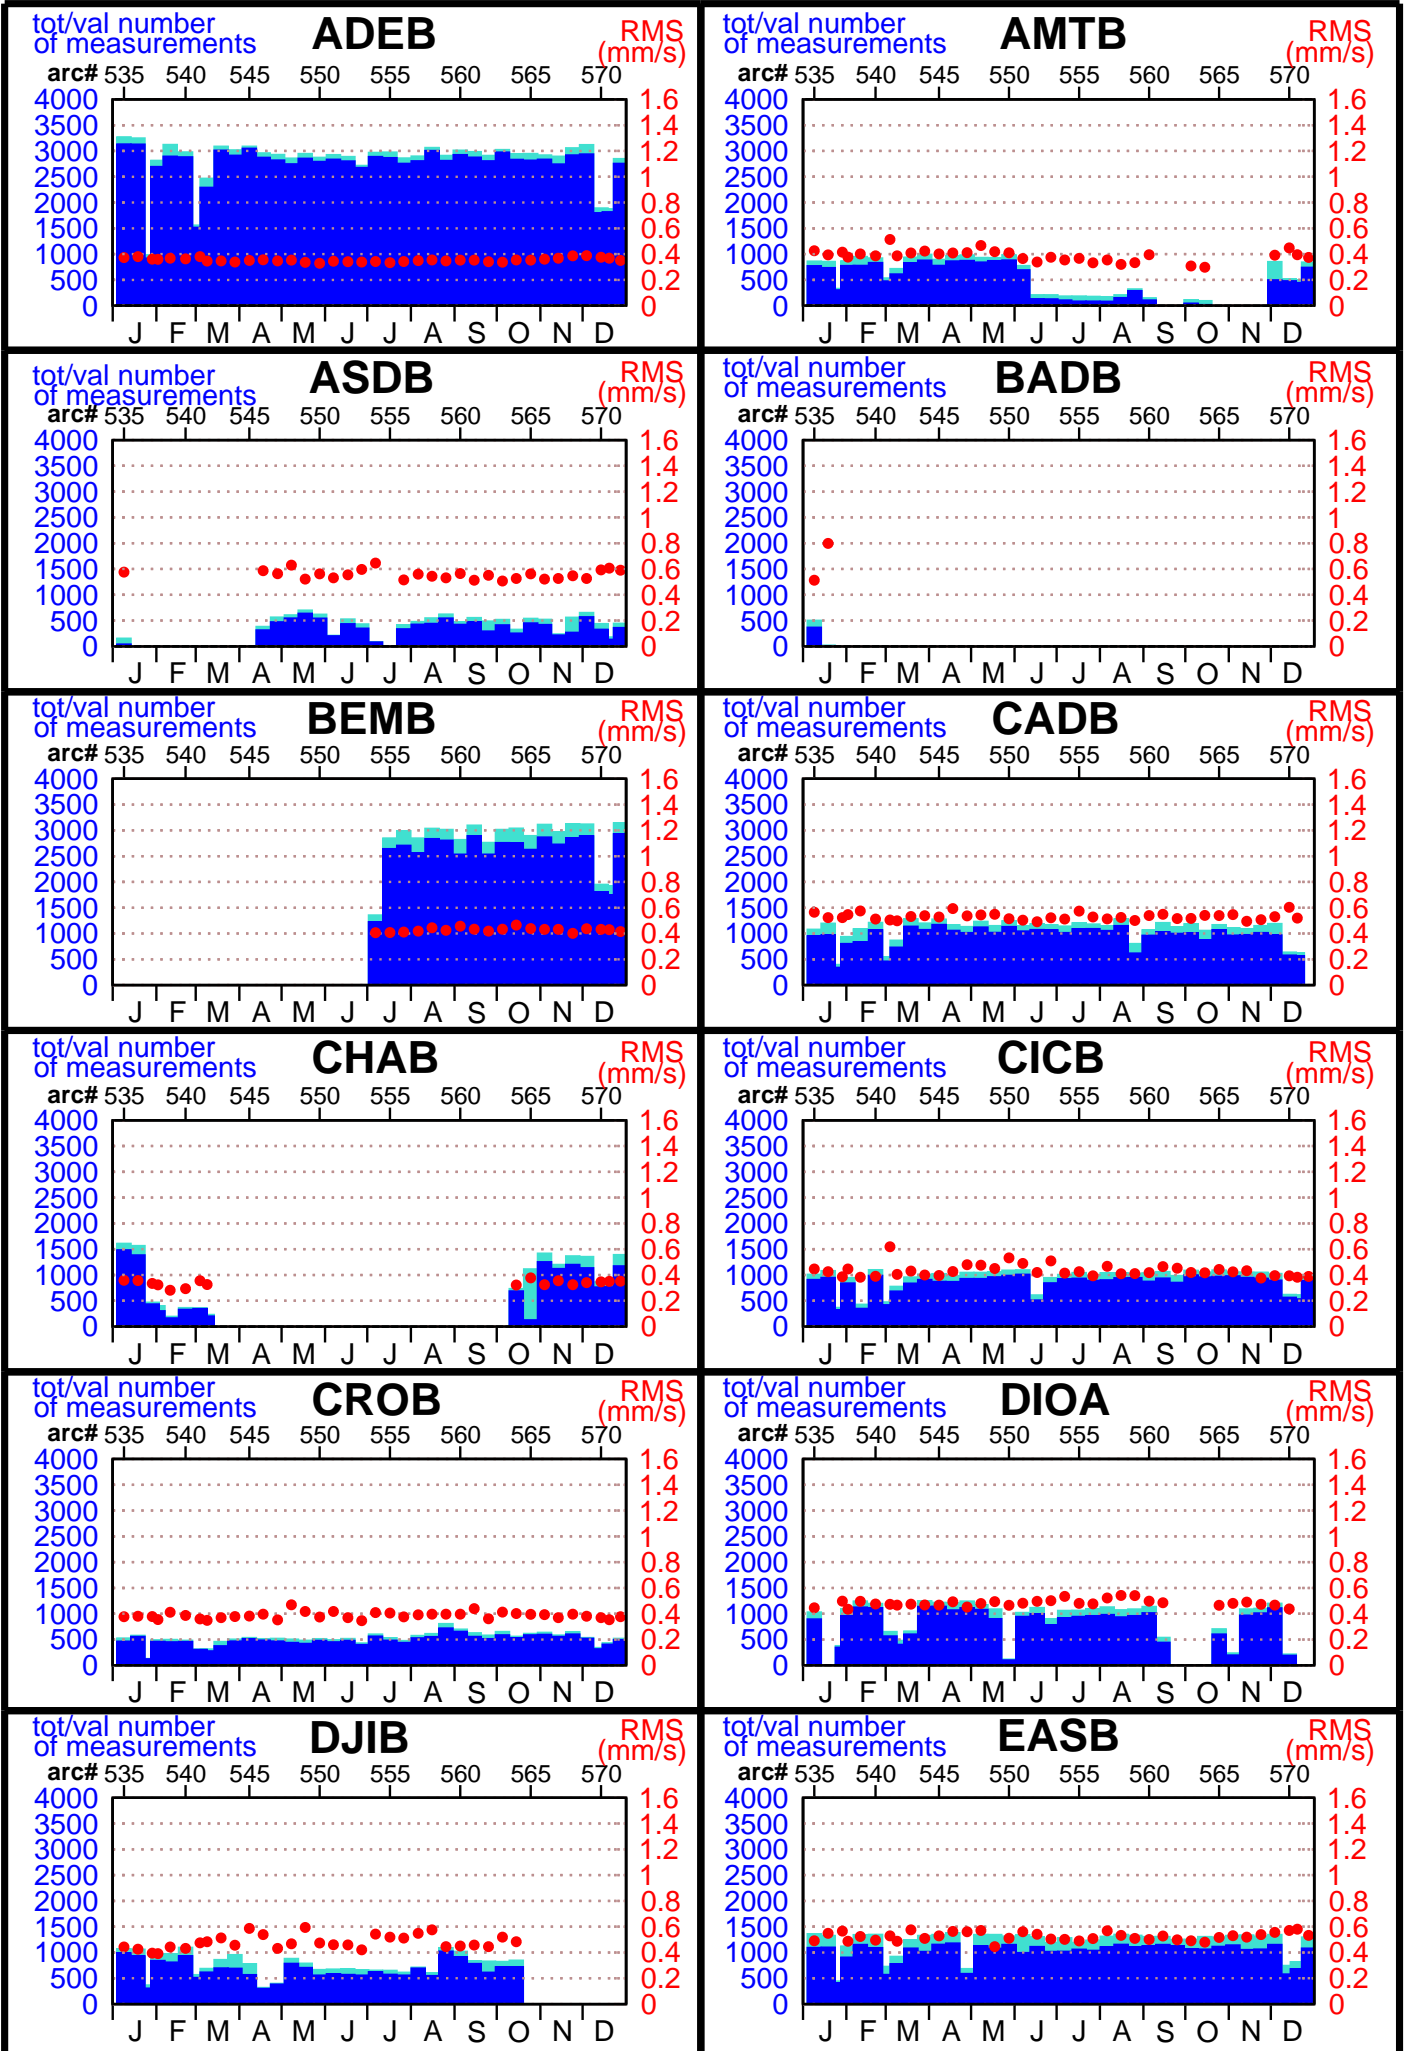 tot/val number
of measurements
ADEB
RMS
(mm/s)
arc# 535 540 545 550 555 560 565 570
4000 1.6
3500 1.4
3000 1.2
2500 1
2000 0.8
1500 0.6
1000 0.4
500 0.2
0 0
J F M A M J J A S O N D
tot/val number
of measurements
AMTB
RMS
(mm/s)
arc# 535 540 545 550 555 560 565 570
4000 1.6
3500 1.4
3000 1.2
2500 1
2000 0.8
1500 0.6
1000 0.4
500 0.2
0 0
J F M A M J J A S O N D
tot/val number
of measurements
ASDB
RMS
(mm/s)
arc# 535 540 545 550 555 560 565 570
4000 1.6
3500 1.4
3000 1.2
2500 1
2000 0.8
1500 0.6
1000 0.4
500 0.2
0 0
J F M A M J J A S O N D
tot/val number
of measurements
BADB
RMS
(mm/s)
arc# 535 540 545 550 555 560 565 570
4000 1.6
3500 1.4
3000 1.2
2500 1
2000 0.8
1500 0.6
1000 0.4
500 0.2
0 0
J F M A M J J A S O N D
tot/val number
of measurements
BEMB
RMS
(mm/s)
arc# 535 540 545 550 555 560 565 570
4000 1.6
3500 1.4
3000 1.2
2500 1
2000 0.8
1500 0.6
1000 0.4
500 0.2
0 0
J F M A M J J A S O N D
tot/val number
of measurements
CADB
RMS
(mm/s)
arc# 535 540 545 550 555 560 565 570
4000 1.6
3500 1.4
3000 1.2
2500 1
2000 0.8
1500 0.6
1000 0.4
500 0.2
0 0
J F M A M J J A S O N D
tot/val number
of measurements
CHAB
RMS
(mm/s)
arc# 535 540 545 550 555 560 565 570
4000 1.6
3500 1.4
3000 1.2
2500 1
2000 0.8
1500 0.6
1000 0.4
500 0.2
0 0
J F M A M J J A S O N D
tot/val number
of measurements
CICB
RMS
(mm/s)
arc# 535 540 545 550 555 560 565 570
4000 1.6
3500 1.4
3000 1.2
2500 1
2000 0.8
1500 0.6
1000 0.4
500 0.2
0 0
J F M A M J J A S O N D
tot/val number
of measurements
CROB
RMS
(mm/s)
arc# 535 540 545 550 555 560 565 570
4000 1.6
3500 1.4
3000 1.2
2500 1
2000 0.8
1500 0.6
1000 0.4
500 0.2
0 0
J F M A M J J A S O N D
tot/val number
of measurements
DIOA
RMS
(mm/s)
arc# 535 540 545 550 555 560 565 570
4000 1.6
3500 1.4
3000 1.2
2500 1
2000 0.8
1500 0.6
1000 0.4
500 0.2
0 0
J F M A M J J A S O N D
tot/val number
of measurements
DJIB
RMS
(mm/s)
arc# 535 540 545 550 555 560 565 570
4000 1.6
3500 1.4
3000 1.2
2500 1
2000 0.8
1500 0.6
1000 0.4
500 0.2
0 0
J F M A M J J A S O N D
tot/val number
of measurements
EASB
RMS
(mm/s)
arc# 535 540 545 550 555 560 565 570
4000 1.6
3500 1.4
3000 1.2
2500 1
2000 0.8
1500 0.6
1000 0.4
500 0.2
0 0
J F M A M J J A S O N D